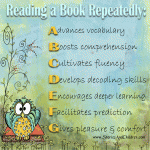 Reading a Book Repeatedly:
Advances vocabulary
Boosts comprehension
Cultivates fluency
Develops decoding skills
Encourages deeper learning
Facilitates prediction
Gives pleasure & comfort